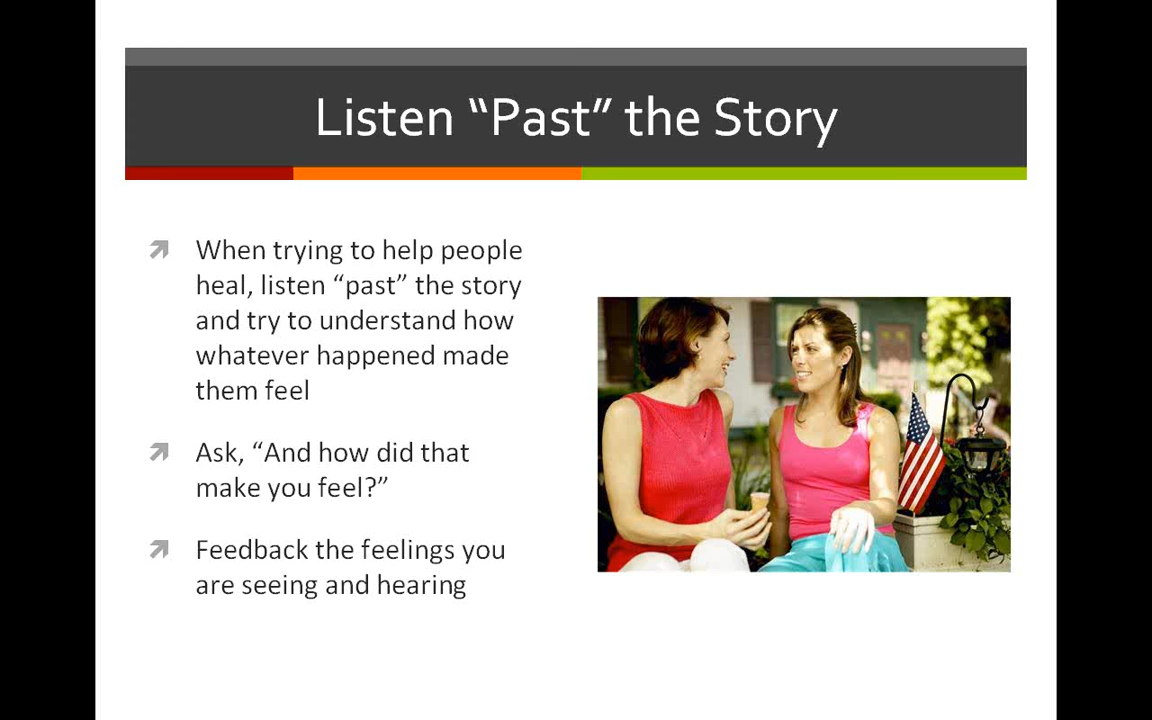 Listen “Past” the Story
When trying to help people
heal, listen “past” the story
and try to understand how
whatever happened made
them feel
Ask, “And how did that
make you feel?”
Feedback the feelings you
are seeing and hearing